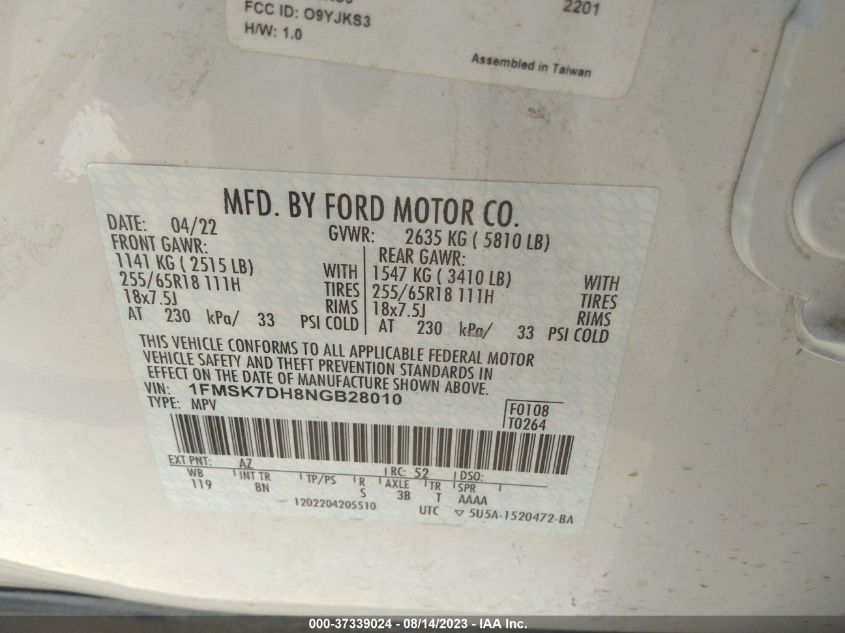 FCC ID: O9YJKS3
2201
H/W: 1.0
Assembled in Taiwan
MFD. BY FORD MOTOR CO.
DATE: 04/22 GVWR: 2635 KG ( 5810 LB)
FRONT GAWR: REAR GAWR:
1141 KG ( 2515 LB) WITH 1547 KG ( 3410 LB) WITH
255/65R18 111H TIRES 255/65R18 111H TIRES
18x7.5J RIMS 18x7.5J RIMS
AT 230 kPa/ 33 PSI COLD AT 230 kPa/ 33 PSI COLD
THIS VEHICLE CONFORMS TO ALL APPLICABLE FEDERAL MOTOR
VEHICLE SAFETY AND THEFT PREVENTION STANDARDS IN
EFFECT ON THE DATE OF MANUFACTURE SHOWN ABOVE.
VIN: 1FMSK7DH8NGB28010 F0108
TYPE: MPV T0264
EXT PNT: AZ RC: 52 DSO:
WB INT TR TP/PS R AXLE TR SPR
119 8N S 3B T AAAA
1202204205510 UTC ▽ 5U5A-1520472-BA
000-37339024 - 08/14/2023 - Copyright © IAA, Inc.